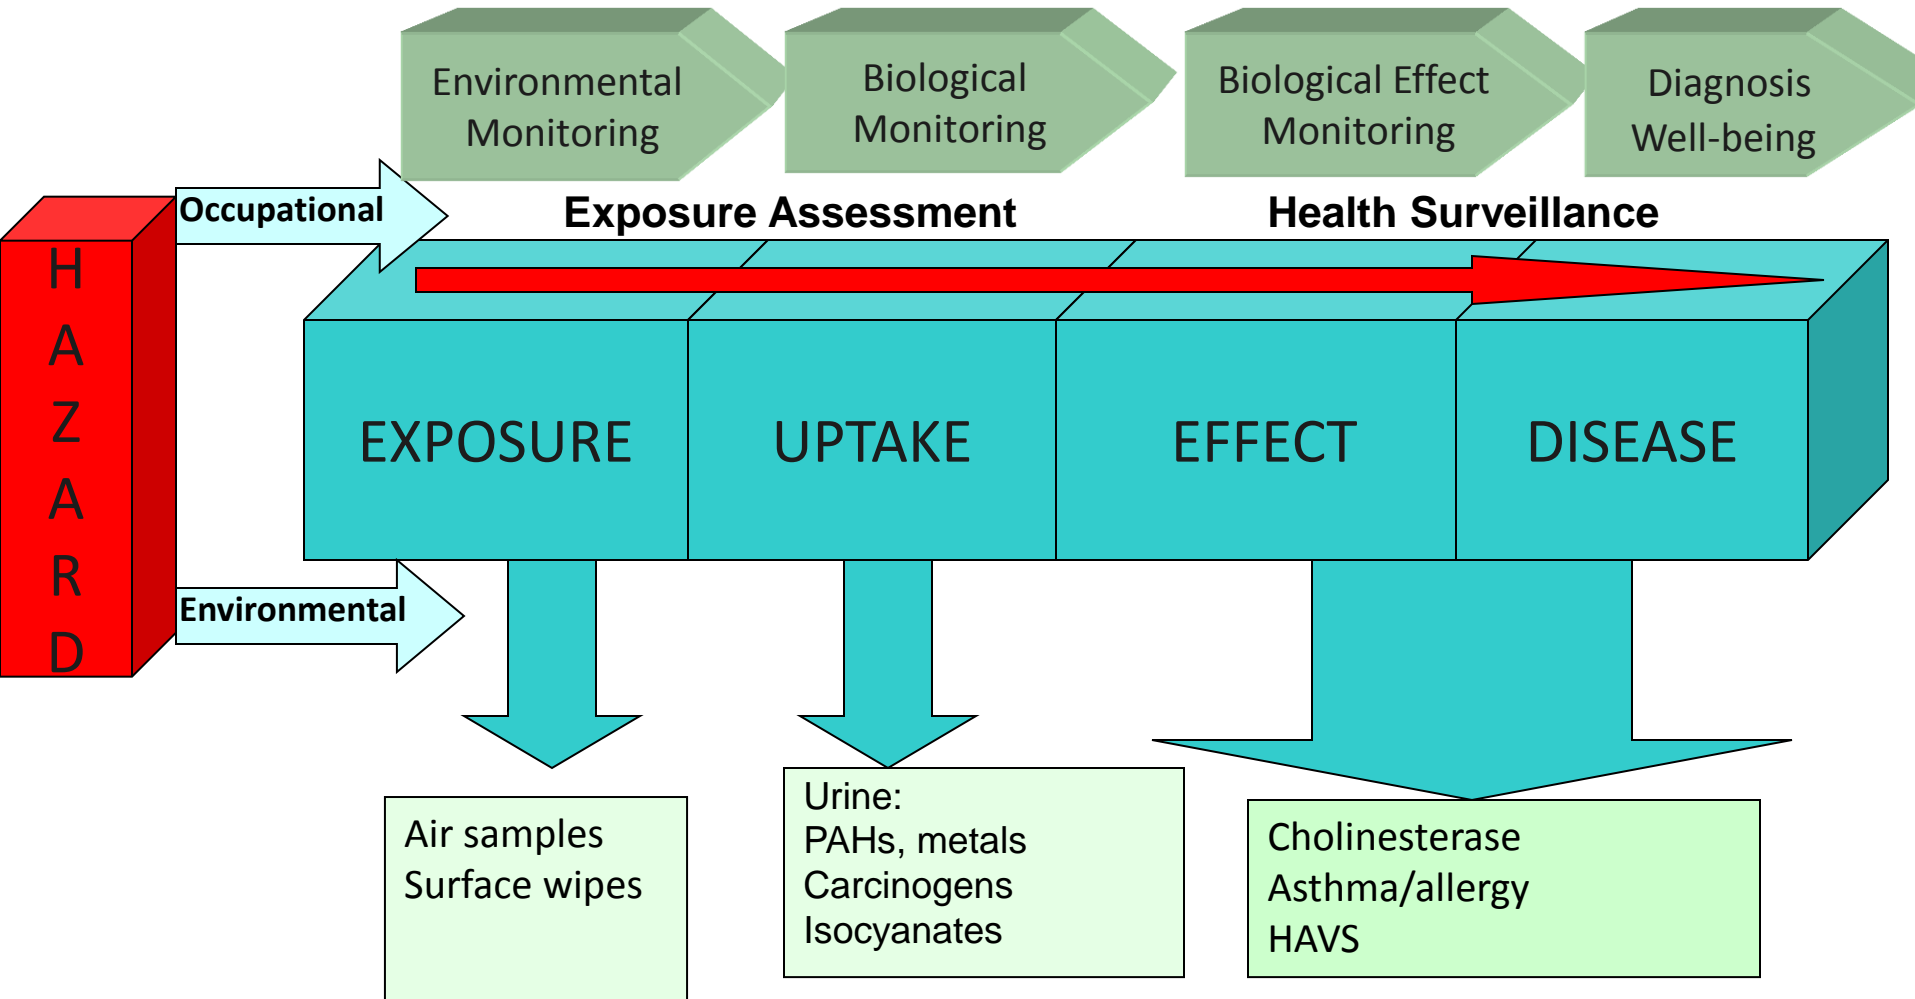 Environmental
Monitoring
Biological
Monitoring
Biological Effect
Monitoring
Diagnosis
Well-being
Occupational
Exposure Assessment
Health Surveillance
H
A
Z
A
R
D
EXPOSURE
UPTAKE
EFFECT
DISEASE
Environmental
Air samples
Surface wipes
Urine:
PAHs, metals
Carcinogens
Isocyanates
Cholinesterase
Asthma/allergy
HAVS